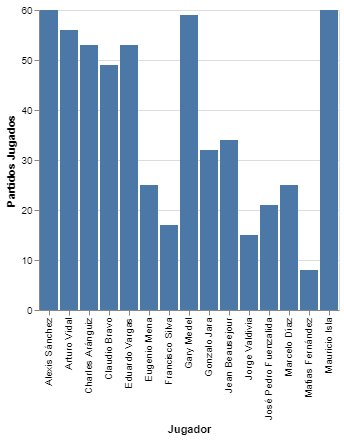 Partidos Jugados
60
50
40
30
20
10
0
Alexis Sánchez
Arturo Vidal
Charles Aránguiz
Claudio Bravo
Eduardo Vargas
Eugenio Mena
Francisco Silva
Gary Medel
Gonzalo Jara
Jean Beausejour
Jorge Valdivia
José Pedro Fuenzalida
Marcelo Díaz
Matías Fernández
Mauricio Isla
Jugador